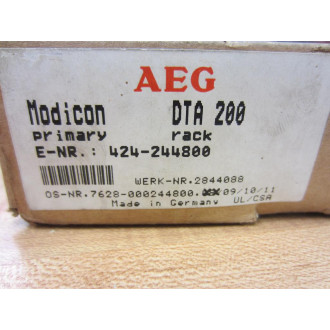 AEG
Modicon DTA 200
primary rack
E-NR.: 424-244800
WERK-NR.2844088
OS-NR.7628-000244800.XX 09/10/11
Made in Germany UL/CSA